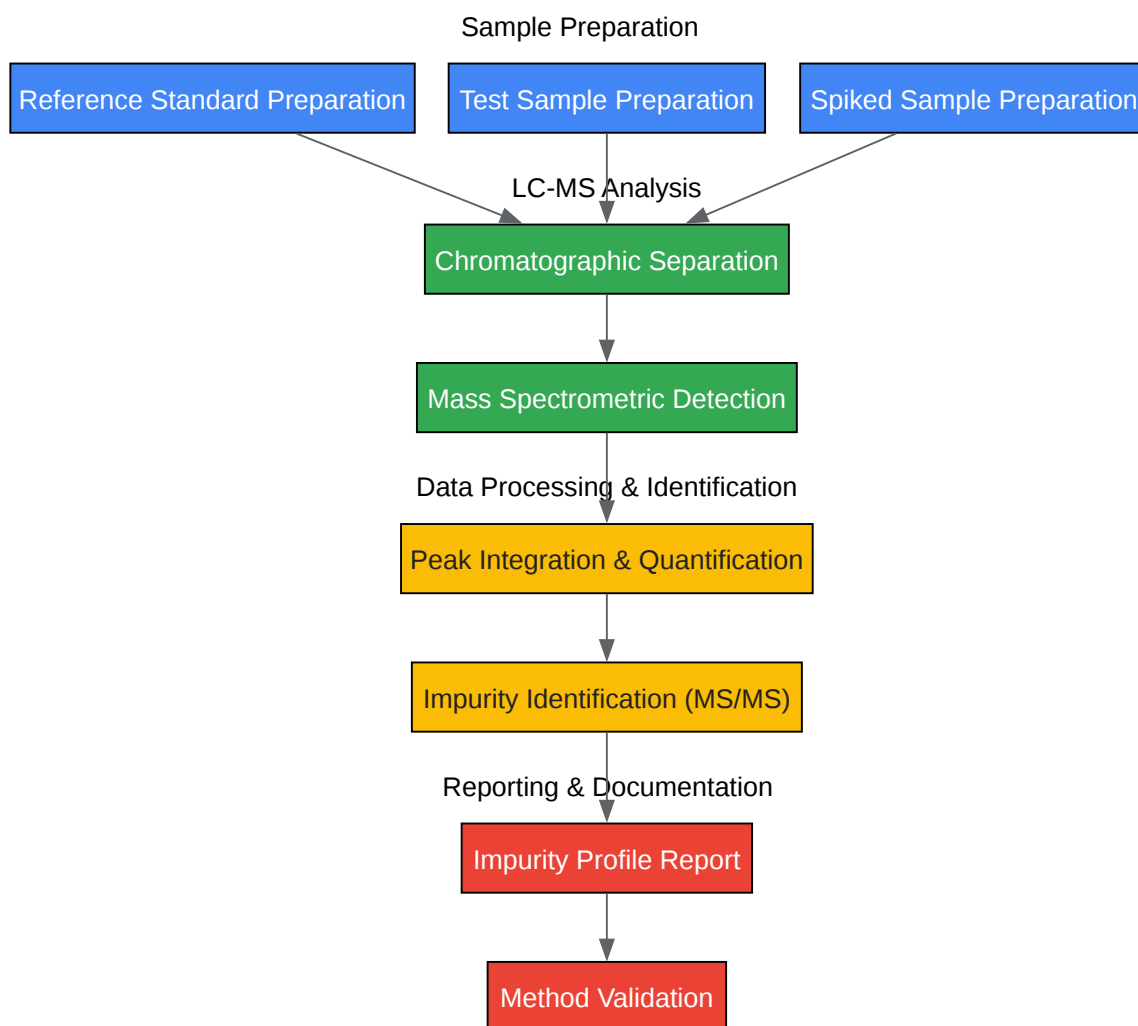 Sample Preparation
Reference Standard Preparation
Test Sample Preparation
Spiked Sample Preparation
LC-MS Analysis
Chromatographic Separation
Mass Spectrometric Detection
Data Processing & Identification
Peak Integration & Quantification
Impurity Identification (MS/MS)
Reporting & Documentation
Impurity Profile Report
Method Validation